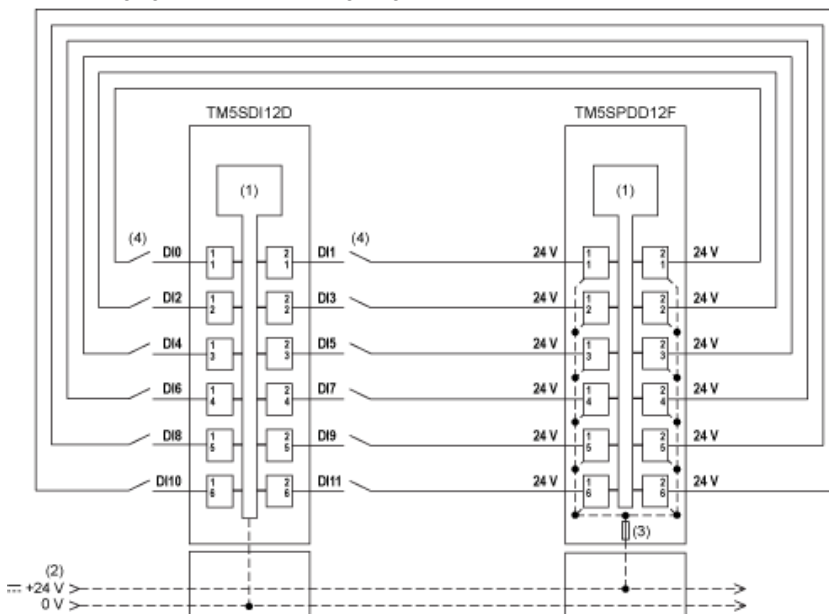 TM5SDI12D TM5SPDD12F
(1) (1)
(4) (4)
DI0 1 1 2 1 DI1 24 V 1 1 2 1 24 V
DI2 1 2 2 2 DI3 24 V 1 2 2 2 24 V
DI4 1 3 2 3 DI5 24 V 1 3 2 3 24 V
DI6 1 4 2 4 DI7 24 V 1 4 2 4 24 V
DI8 1 5 2 5 DI9 24 V 1 5 2 5 24 V
DI10 1 6 2 6 DI11 24 V 1 6 2 6 24 V
(3)
(2)
+24 V
0 V